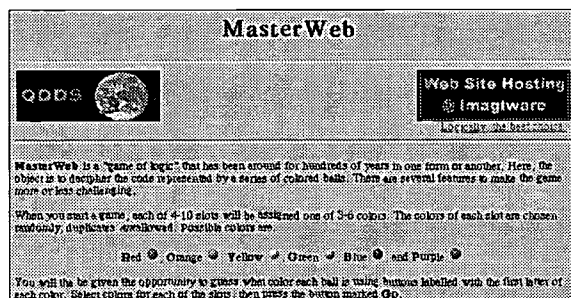 MasterWeb
QDDS
Web Site Hosting
@ Imagiware
Logically, the best choice.
MasterWeb is a "game of logic" that has been around for hundreds of years in one form or another. Here, the
object is to decipher the code represented by a series of colored balls. There are several features to make the game
more or less challenging.
When you start a game, each of 4-10 slots will be assigned one of 3-6 colors. The colors of each slot are chosen
randomly, duplicates allowed. Possible colors are:
Red , Orange , Yellow , Green , Blue and Purple
You will the be given the opportunity to guess what color each ball is using buttons labelled with the first letter of
each color. Select colors for each of the slots, then press the button marked Go.